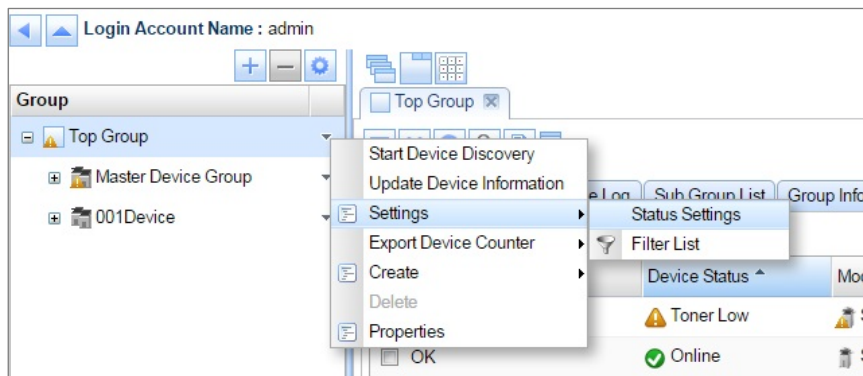 Login Account Name : admin
Group
Top Group
Top Group
Master Device Group
001Device
Start Device Discovery
Update Device Information
Settings
Export Device Counter
Create
Delete
Properties
Log
Sub Group List
Group Info
Status Settings
Filter List
Device Status
Toner Low
OK
Online